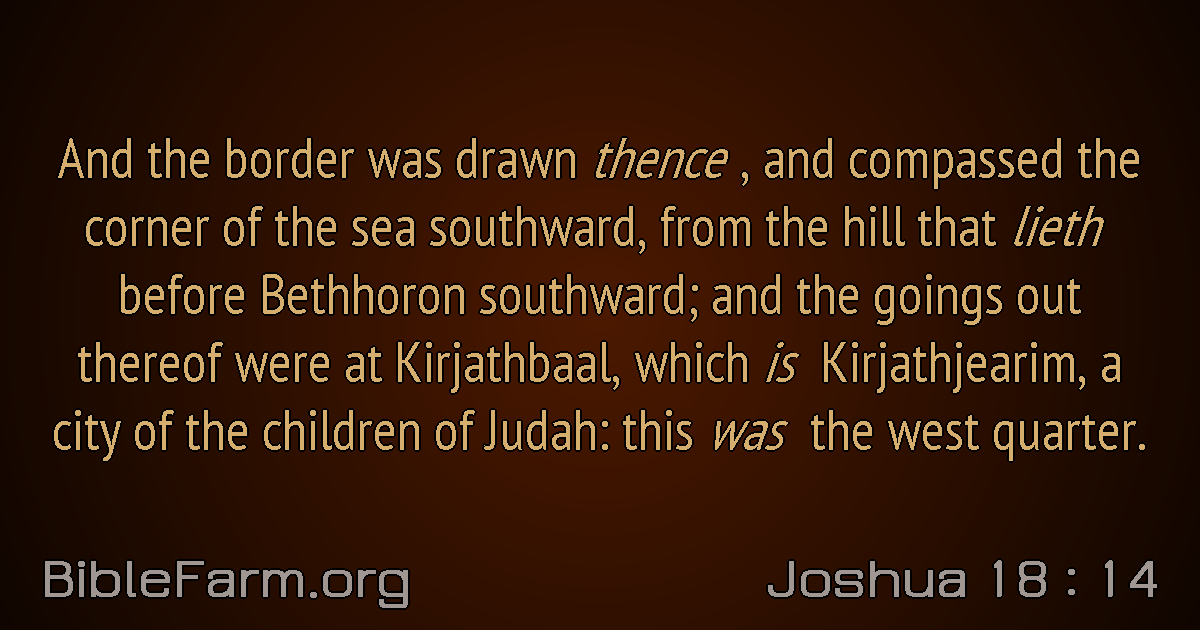 And the border was drawn thence , and compassed the
corner of the sea southward, from the hill that lieth
before Bethhoron southward; and the goings out
thereof were at Kirjathbaal, which is Kirjathjearim, a
city of the children of Judah: this was the west quarter.
BibleFarm.org
Joshua 18 : 14